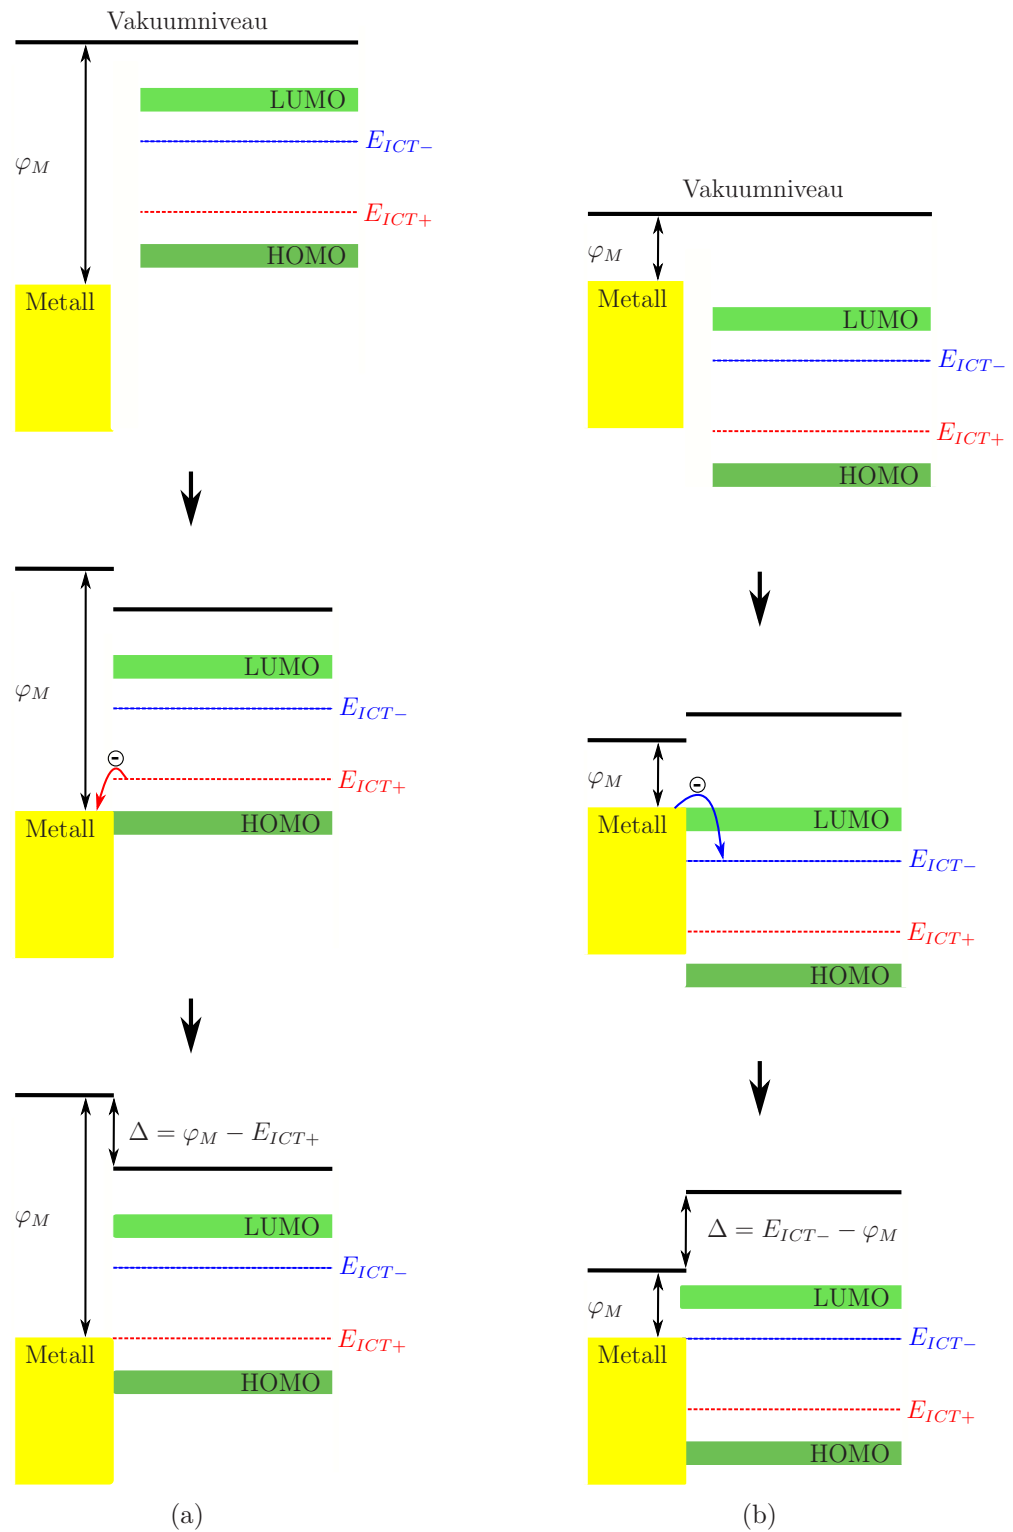 Vakuumniveau
LUMO
E_{ICT−}
φ_M
E_{ICT+}
HOMO
Metall
φ_M
LUMO
E_{ICT−}
E_{ICT+}
Metall
HOMO
Δ = φ_M − E_{ICT+}
φ_M
LUMO
E_{ICT−}
E_{ICT+}
Metall
HOMO
(a)
Vakuumniveau
φ_M
Metall
LUMO
E_{ICT−}
E_{ICT+}
HOMO
φ_M
Metall
LUMO
E_{ICT−}
E_{ICT+}
HOMO
Δ = E_{ICT−} − φ_M
φ_M
LUMO
E_{ICT−}
Metall
E_{ICT+}
HOMO
(b)